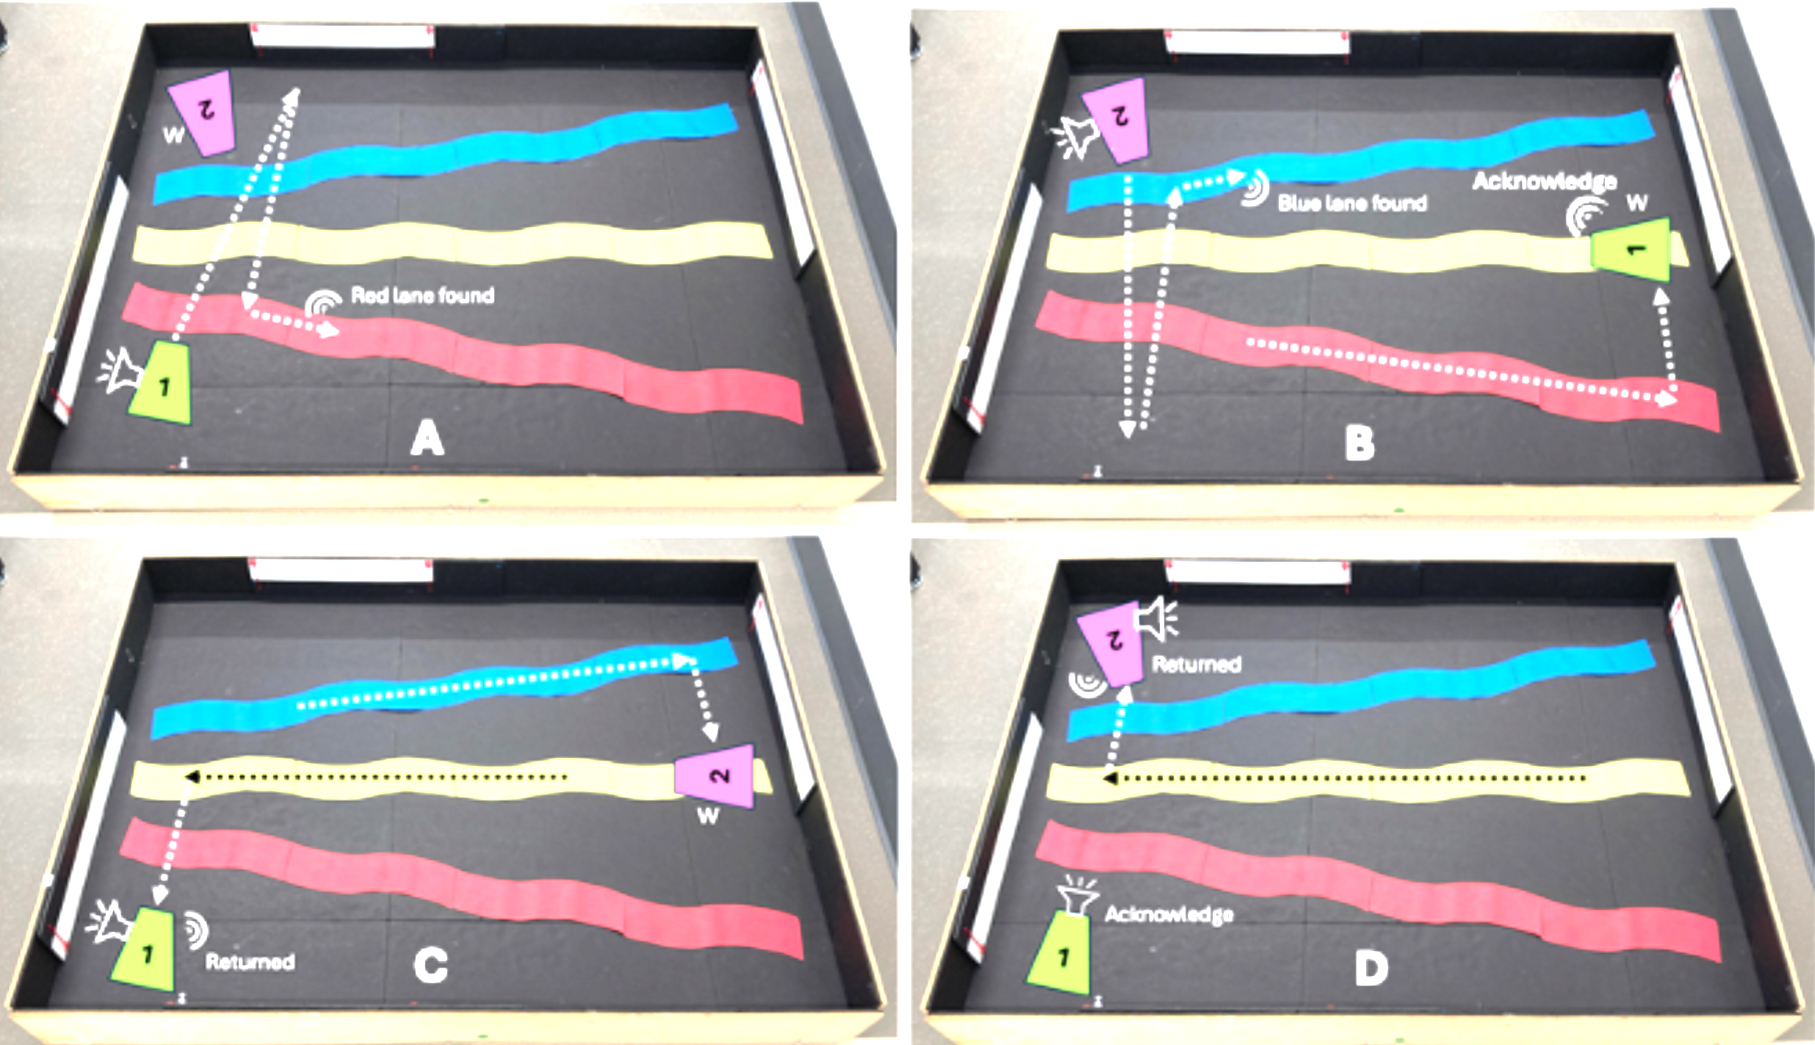 2
W
Red lane found
1
A
2
Acknowledge
W
Blue lane found
1
B
2
W
1
Returned
C
2
Returned
Acknowledge
1
D